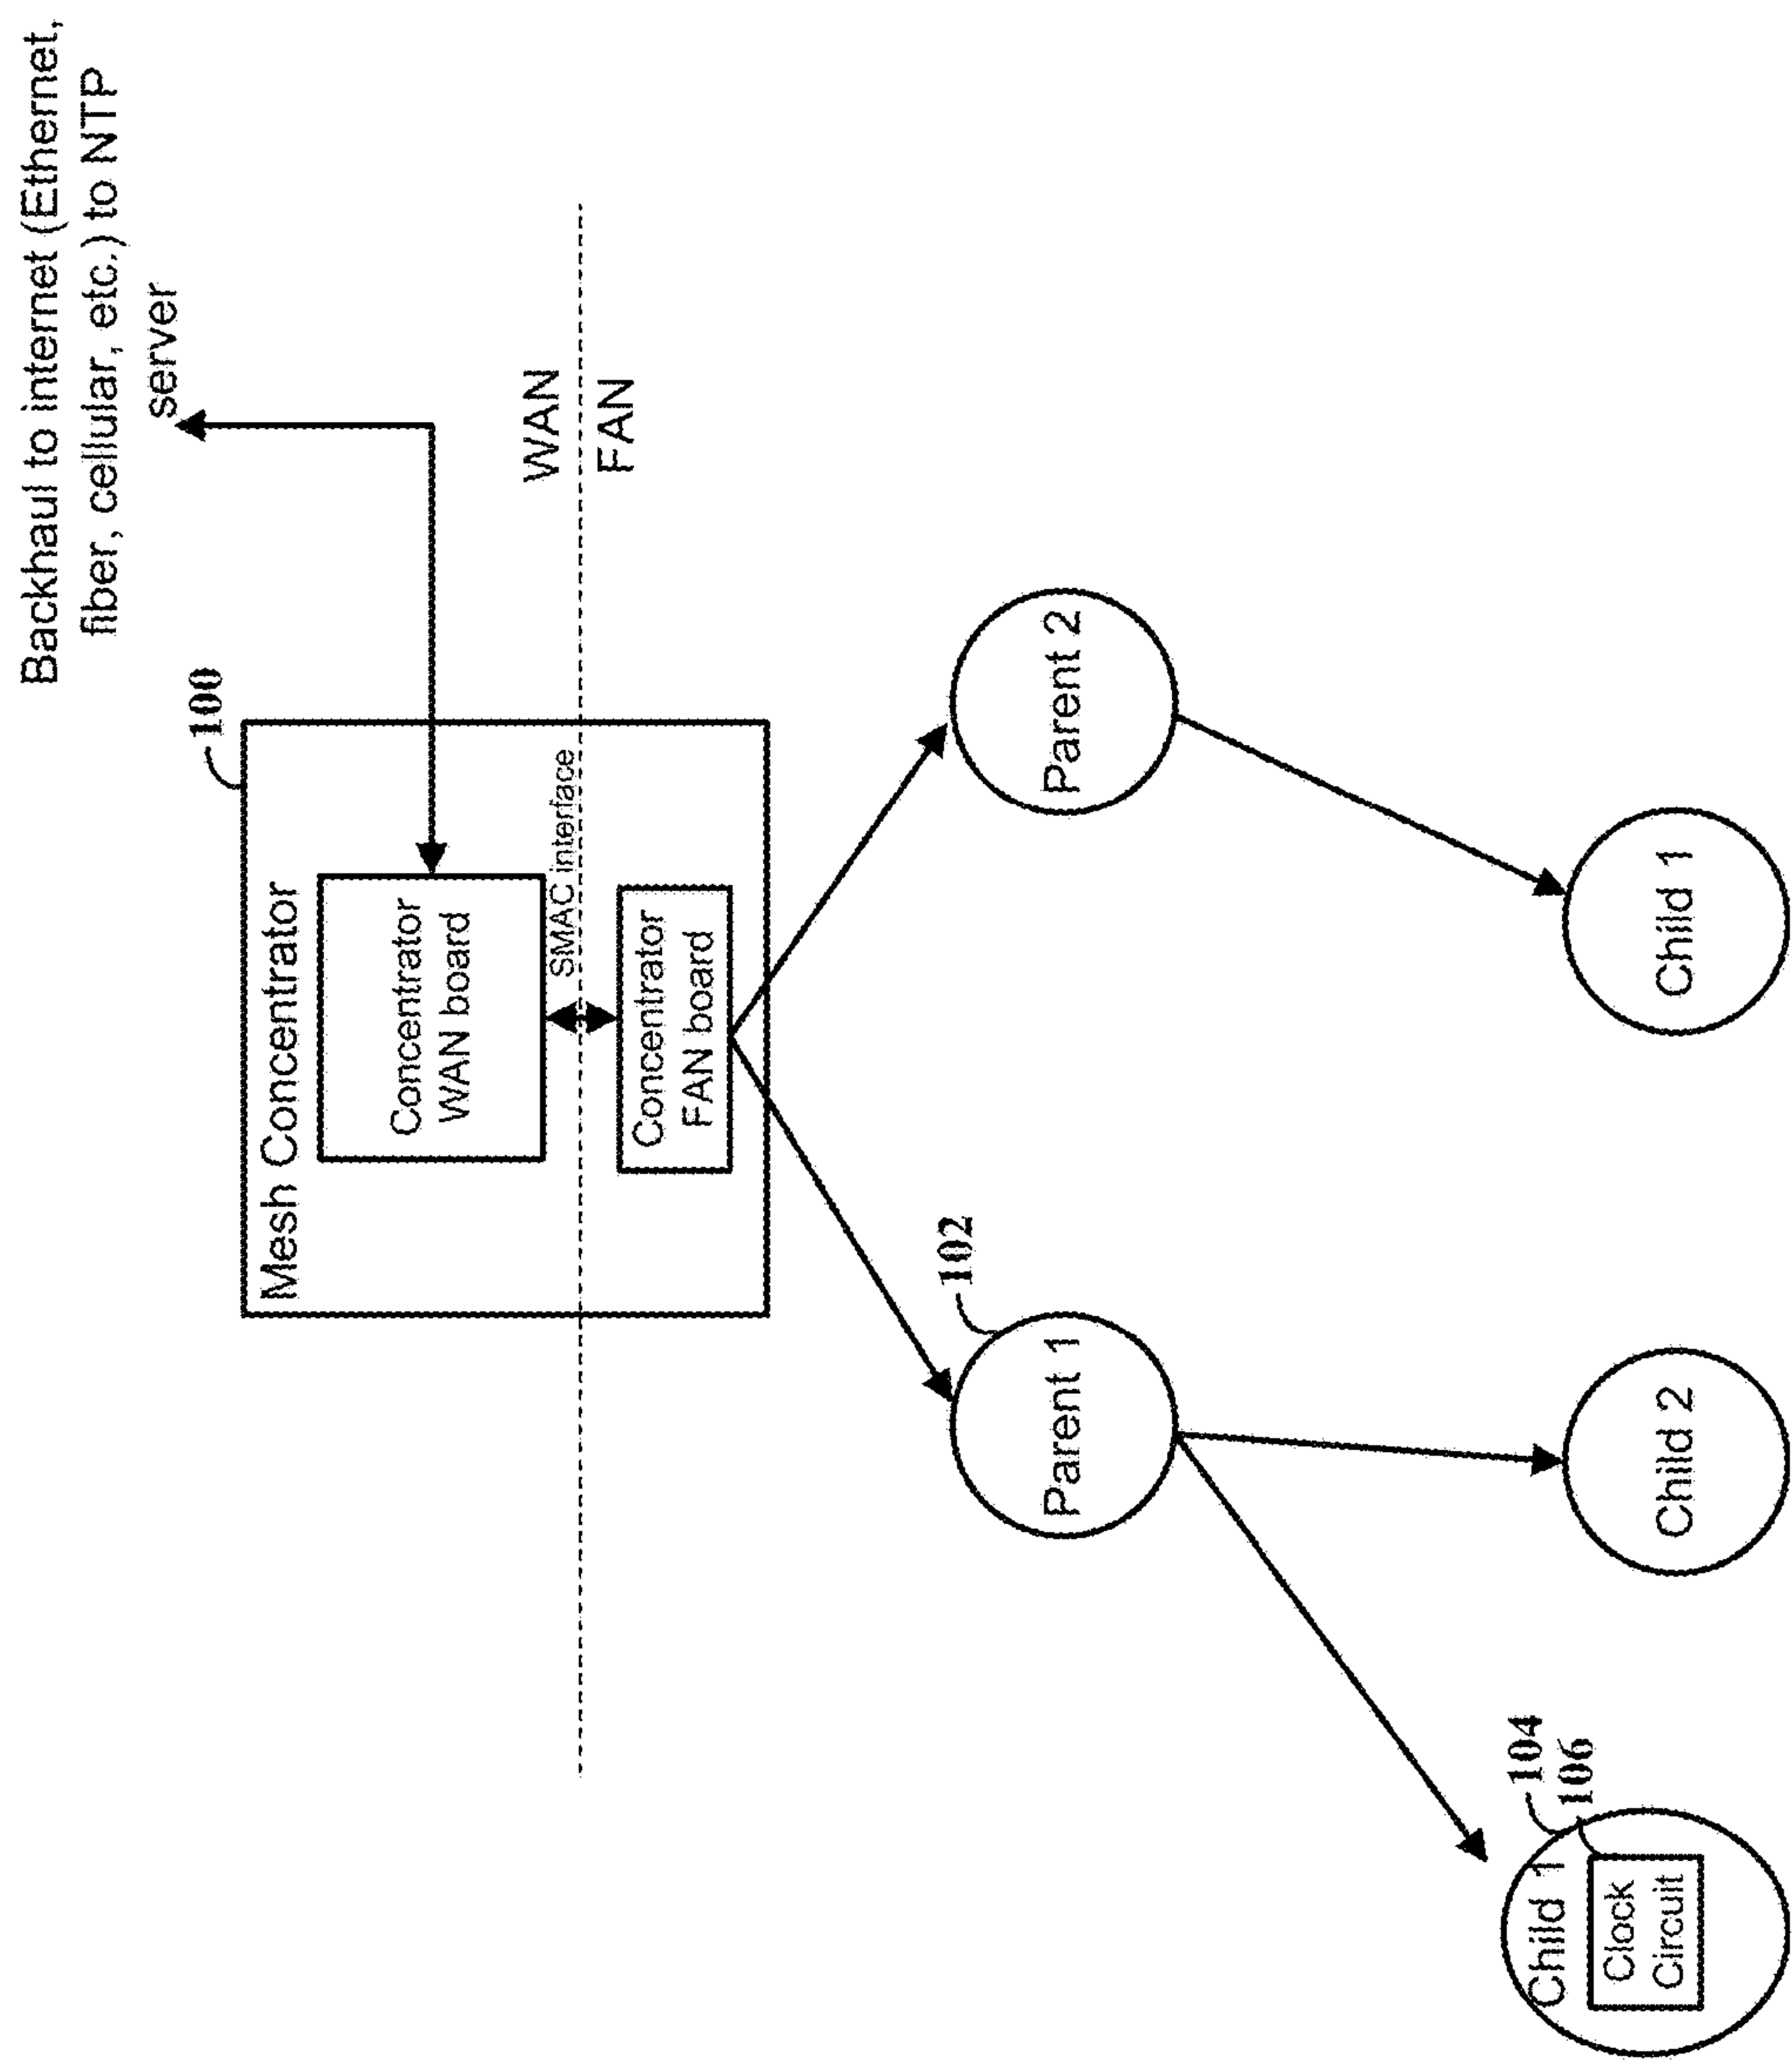 Backhaul to internet (Ethernet,
fiber, cellular, etc.) to NTP
server
100
Mesh Concentrator
Concentrator
WAN board
SMAC interface
WAN
FAN
Concentrator
FAN board
102
Parent 1
Parent 2
104
106
Child 1
Clock
Circuit
Child 2
Child 1